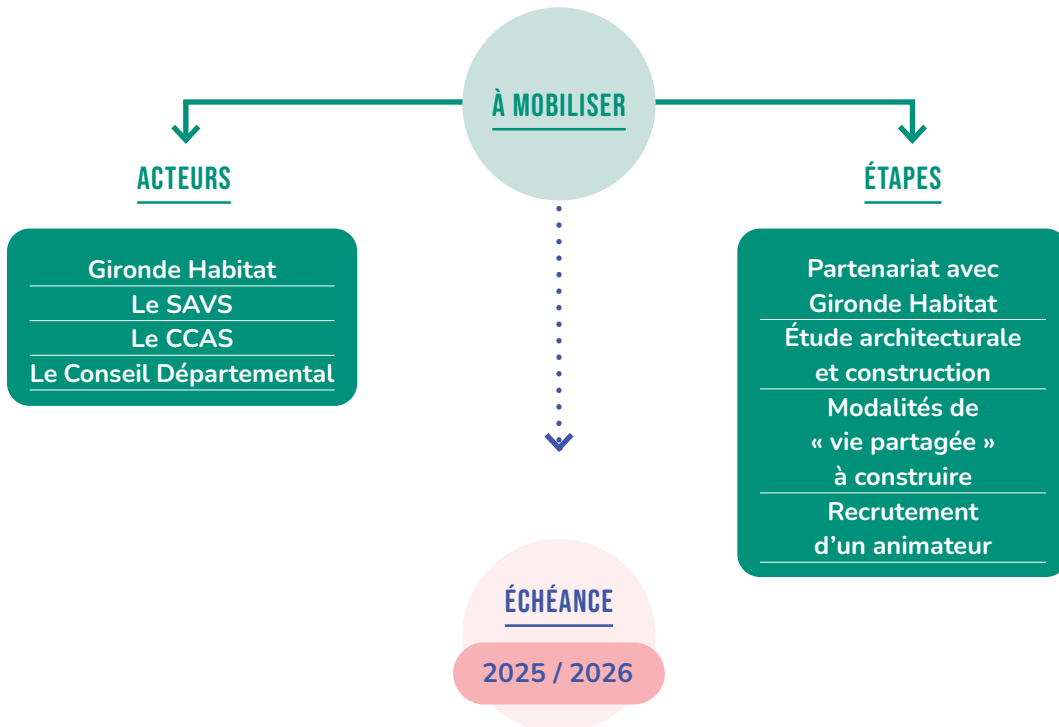 À MOBILISER
ACTEURS
Gironde Habitat
Le SAVS
Le CCAS
Le Conseil Départemental
ÉTAPES
Partenariat avec
Gironde Habitat
Étude architecturale
et construction
Modalités de
« vie partagée »
à construire
Recrutement
d’un animateur
ÉCHÉANCE
2025 / 2026